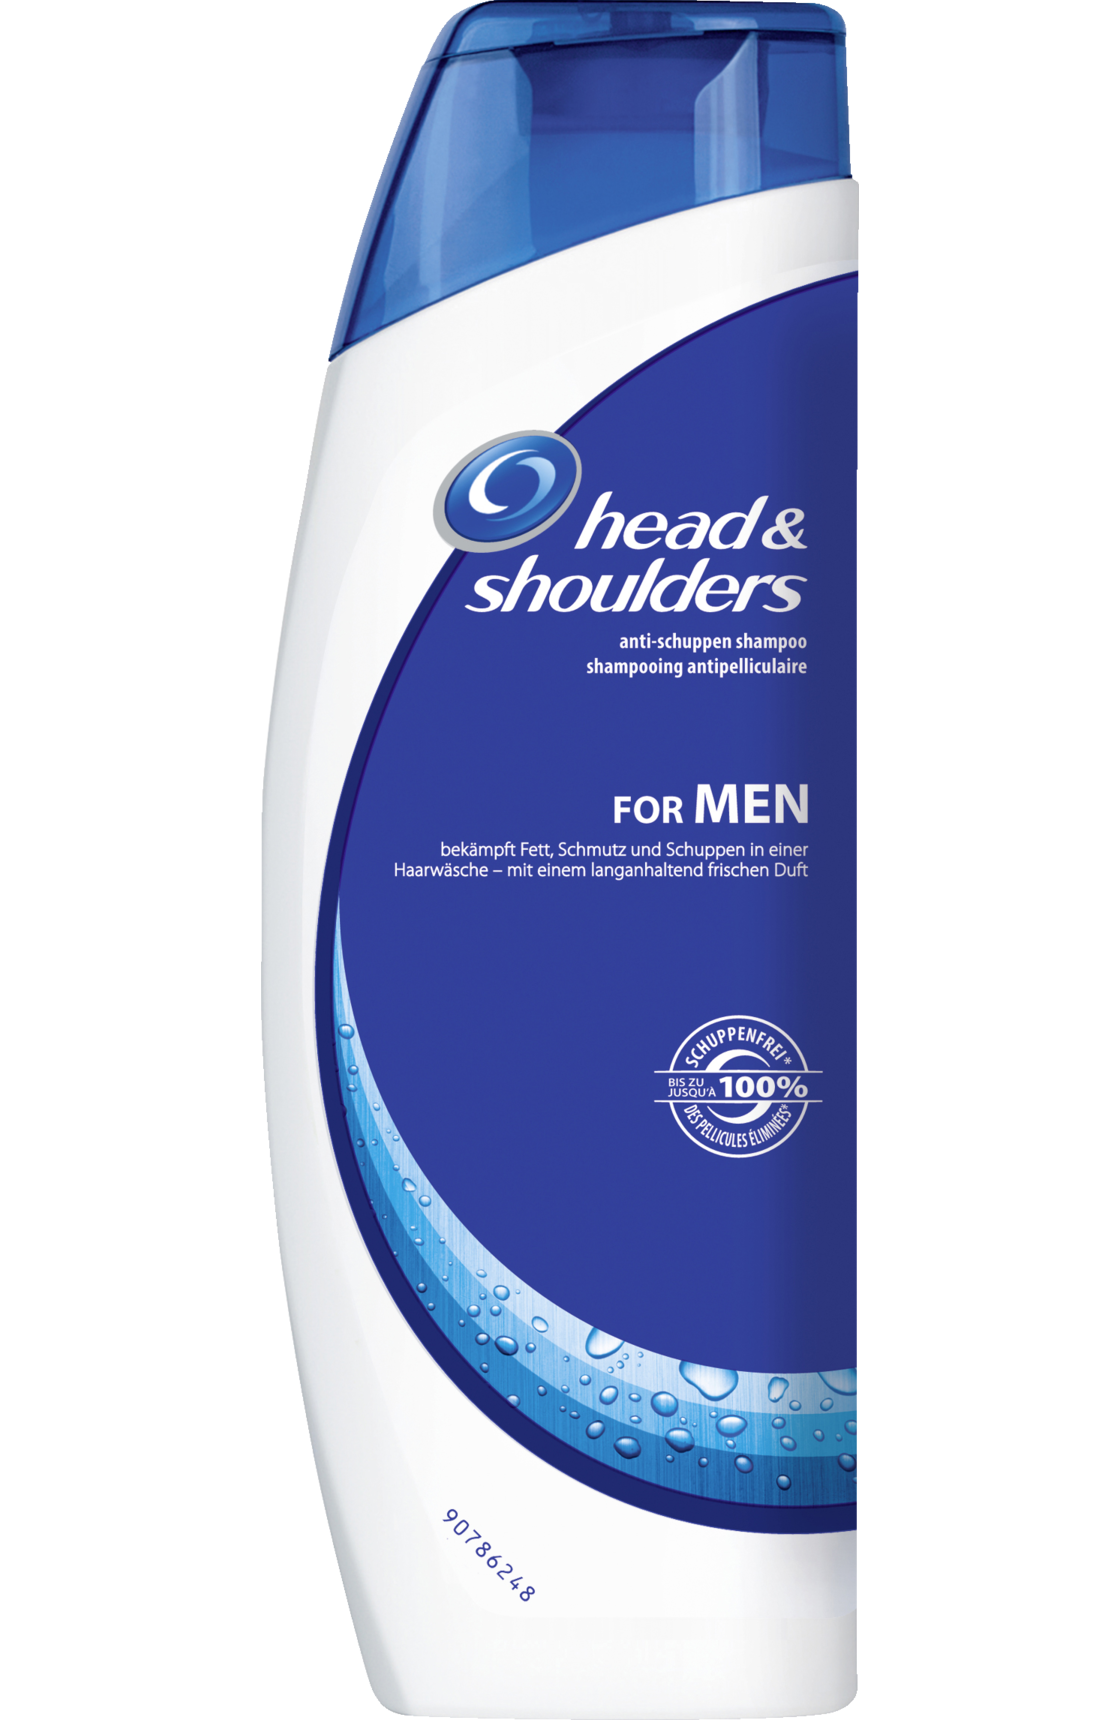 head &
shoulders
anti-schuppen shampoo
shampooing antipelliculaire
FOR MEN
bekämpft Fett, Schmutz und Schuppen in einer
Haarwäsche – mit einem langanhaltend frischen Duft
SCHUPPENFREI*
BIS ZU
JUSQU'À
100%
DES PELLICULES ÉLIMINÉES*
90786248